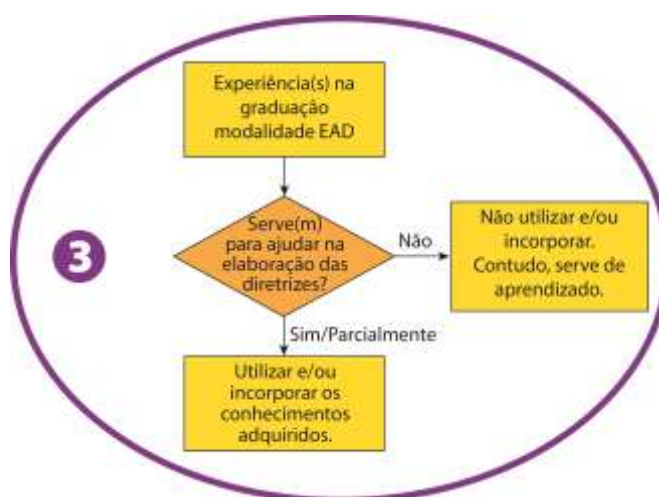 Experiência(s) na
graduação
modalidade EAD
3
Serve(m)
para ajudar na
elaboração das
diretrizes?
Não
Não utilizar e/ou
incorporar.
Contudo, serve de
aprendizado.
Sim/Parcialmente
Utilizar e/ou
incorporar os
conhecimentos
adquiridos.